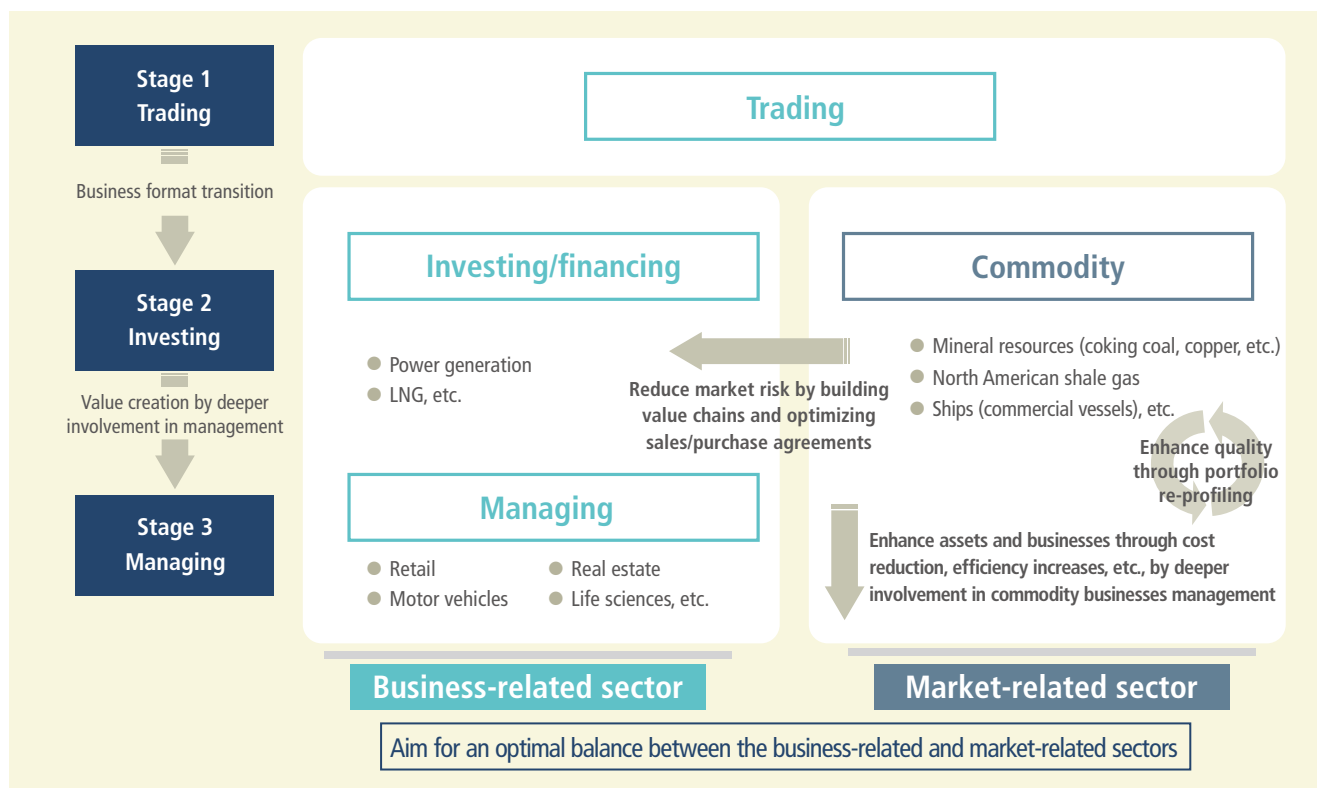 Stage 1
Trading
Business format transition
Stage 2
Investing
Value creation by deeper
involvement in management
Stage 3
Managing
Trading
Investing/financing
● Power generation
● LNG, etc.
Managing
● Retail
● Motor vehicles
● Real estate
● Life sciences, etc.
Reduce market risk by building
value chains and optimizing
sales/purchase agreements
Commodity
● Mineral resources (coking coal, copper, etc.)
● North American shale gas
● Ships (commercial vessels), etc.
Enhance quality
through portfolio
re-profiling
Enhance assets and businesses through cost
reduction, efficiency increases, etc., by deeper
involvement in commodity businesses management
Business-related sector
Market-related sector
Aim for an optimal balance between the business-related and market-related sectors